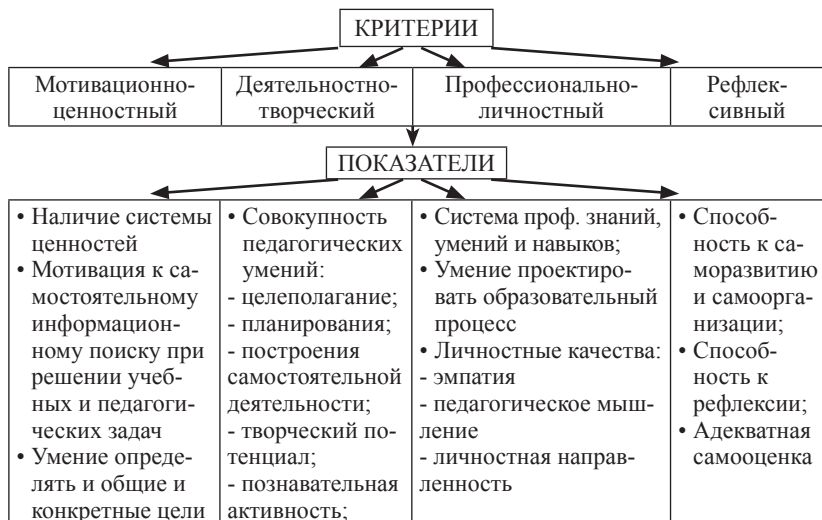 КРИТЕРИИ
Мотивационно-
ценностный
Деятельностно-
творческий
Профессионально-
личностный
Рефлек-
сивный
ПОКАЗАТЕЛИ
• Наличие системы
ценностей
• Мотивация к са-
мостоятельному
информацион-
ному поиску при
решении учеб-
ных и педагоги-
ческих задач
• Умение опреде-
лять и общие и
конкретные цели
• Совокупность
педагогических
умений:
- целеполагание;
- планирования;
- построения
самостоятельной
деятельности;
- творческий по-
тенциал;
- познавательная
активность;
• Система проф. знаний,
умений и навыков;
• Умение проектиро-
вать образовательный
процесс
• Личностные качества:
- эмпатия
- педагогическое мыш-
ление
- личностная направ-
ленность
• Способ-
ность к са-
моразвитию
и самоорга-
низации;
• Способ-
ность к
рефлексии;
• Адекватная
самооценка